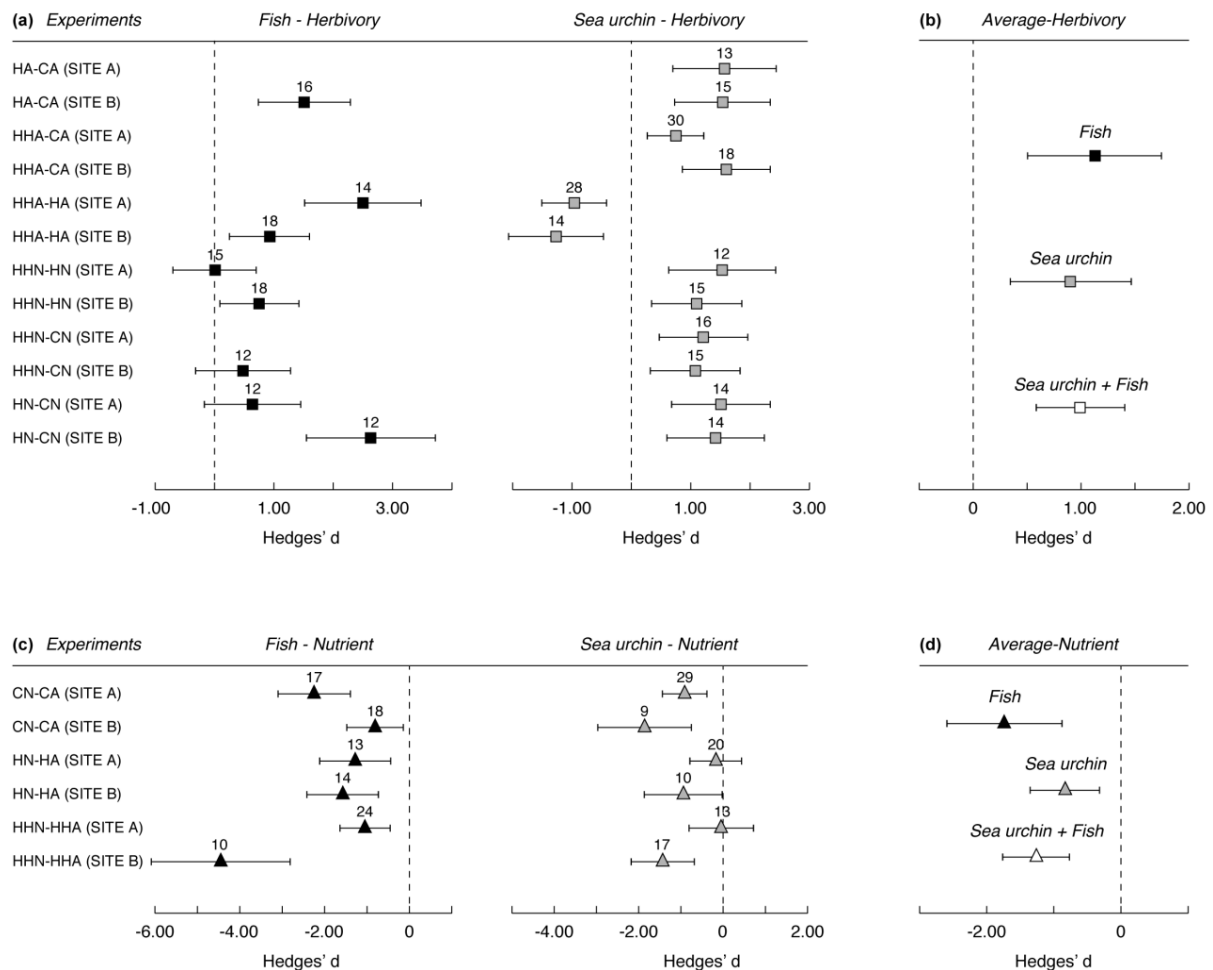 (a) Experiments Fish - Herbivory Sea urchin - Herbivory (b) Average-Herbivory
HA-CA (SITE A) 13
HA-CA (SITE B) 16 15
HHA-CA (SITE A) 30
HHA-CA (SITE B) 18
Fish
HHA-HA (SITE A) 14 28
HHA-HA (SITE B) 18 14
HHN-HN (SITE A) 15 12
Sea urchin
HHN-HN (SITE B) 18 15
HHN-CN (SITE A) 16
HHN-CN (SITE B) 12 15
Sea urchin + Fish
HN-CN (SITE A) 12 14
HN-CN (SITE B) 12 14
-1.00 1.00 3.00 -1.00 1.00 3.00 0 1.00 2.00
Hedges’ d Hedges’ d Hedges’ d
(c) Experiments Fish - Nutrient Sea urchin - Nutrient (d) Average-Nutrient
CN-CA (SITE A) 17 29
Fish
CN-CA (SITE B) 18 9
HN-HA (SITE A) 13 20
Sea urchin
HN-HA (SITE B) 14 10
HHN-HHA (SITE A) 24 13
Sea urchin + Fish
HHN-HHA (SITE B) 10 17
-6.00 -4.00 -2.00 0 -4.00 -2.00 0 2.00 -2.00 0
Hedges’ d Hedges’ d Hedges’ d